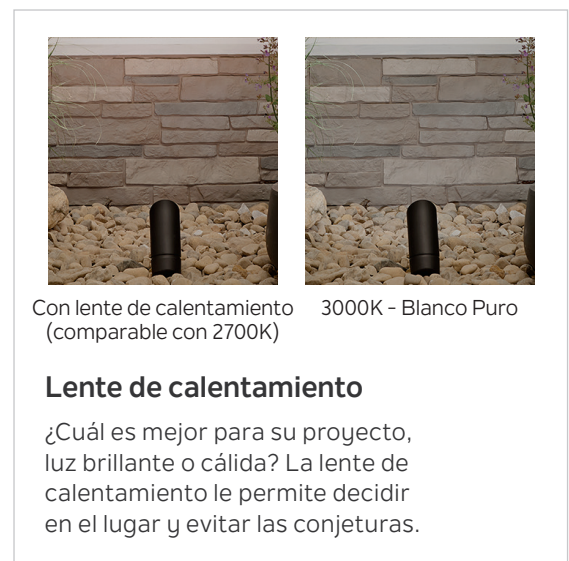 Con lente de calentamiento
(comparable con 2700K)
3000K - Blanco Puro
Lente de calentamiento
¿Cuál es mejor para su proyecto,
luz brillante o cálida? La lente de
calentamiento le permite decidir
en el lugar y evitar las conjeturas.